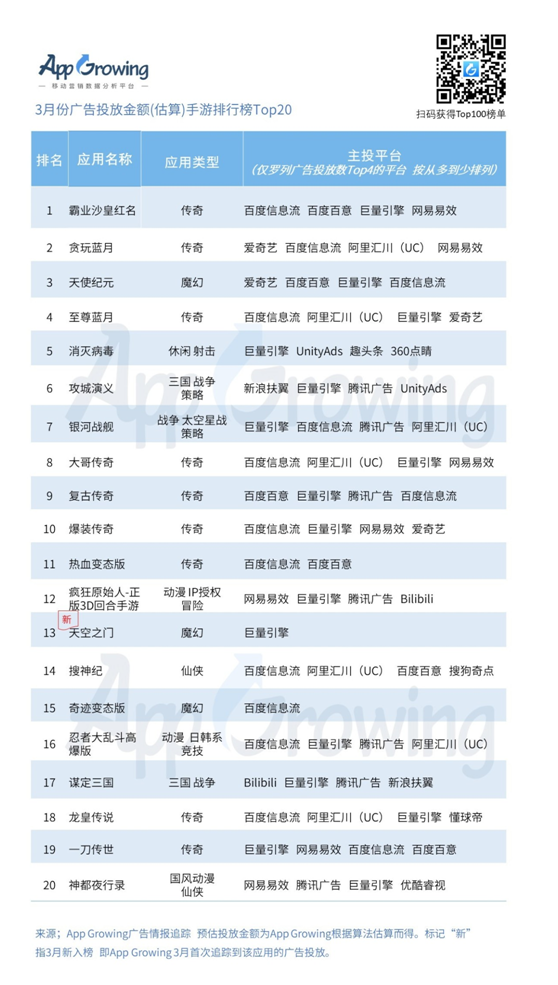 App Growing
移动营销数据分析平台
3月份广告投放金额(估算)手游排行榜Top20
扫码获得Top100榜单
排名 应用名称 应用类型 主投平台
（仅罗列广告投放数Top4的平台 按从多到少排列）
1 霸业沙皇红名 传奇 百度信息流 百度百意 巨量引擎 网易易效
2 贪玩蓝月 传奇 爱奇艺 百度信息流 阿里汇川（UC） 网易易效
3 天使纪元 魔幻 爱奇艺 百度百意 巨量引擎 百度信息流
4 至尊蓝月 传奇 百度信息流 阿里汇川（UC） 巨量引擎 爱奇艺
5 消灭病毒 休闲 射击 巨量引擎 UnityAds 趣头条 360点睛
6 攻城演义 三国 战争 新浪扶翼 巨量引擎 腾讯广告 UnityAds
策略
7 银河战舰 战争 太空星战 巨量引擎 百度信息流 腾讯广告 阿里汇川（UC）
策略
8 大哥传奇 传奇 百度信息流 阿里汇川（UC） 巨量引擎 网易易效
9 复古传奇 传奇 百度百意 巨量引擎 腾讯广告 百度信息流
10 爆装传奇 传奇 百度信息流 巨量引擎 网易易效 爱奇艺
11 热血变态版 传奇 百度信息流 百度百意
12 疯狂原始人-正 动漫 IP授权 网易易效 巨量引擎 腾讯广告 Bilibili
版3D回合手游 冒险
新
13 天空之门 魔幻 巨量引擎
14 搜神纪 仙侠 百度信息流 阿里汇川（UC） 百度百意 搜狗奇点
15 奇迹变态版 魔幻 百度信息流
16 忍者大乱斗高 动漫 日韩系 百度信息流 巨量引擎 腾讯广告 阿里汇川（UC）
爆版 竞技
17 谋定三国 三国 战争 Bilibili 巨量引擎 腾讯广告 新浪扶翼
18 龙皇传说 传奇 百度信息流 阿里汇川（UC） 巨量引擎 懂球帝
19 一刀传世 传奇 巨量引擎 网易易效 百度信息流 百度百意
20 神都夜行录 国风动漫 网易易效 腾讯广告 巨量引擎 优酷睿视
仙侠
来源；App Growing广告情报追踪 预估投放金额为App Growing根据算法估算而得。标记“新”
指3月新入榜 即App Growing 3月首次追踪到该应用的广告投放。